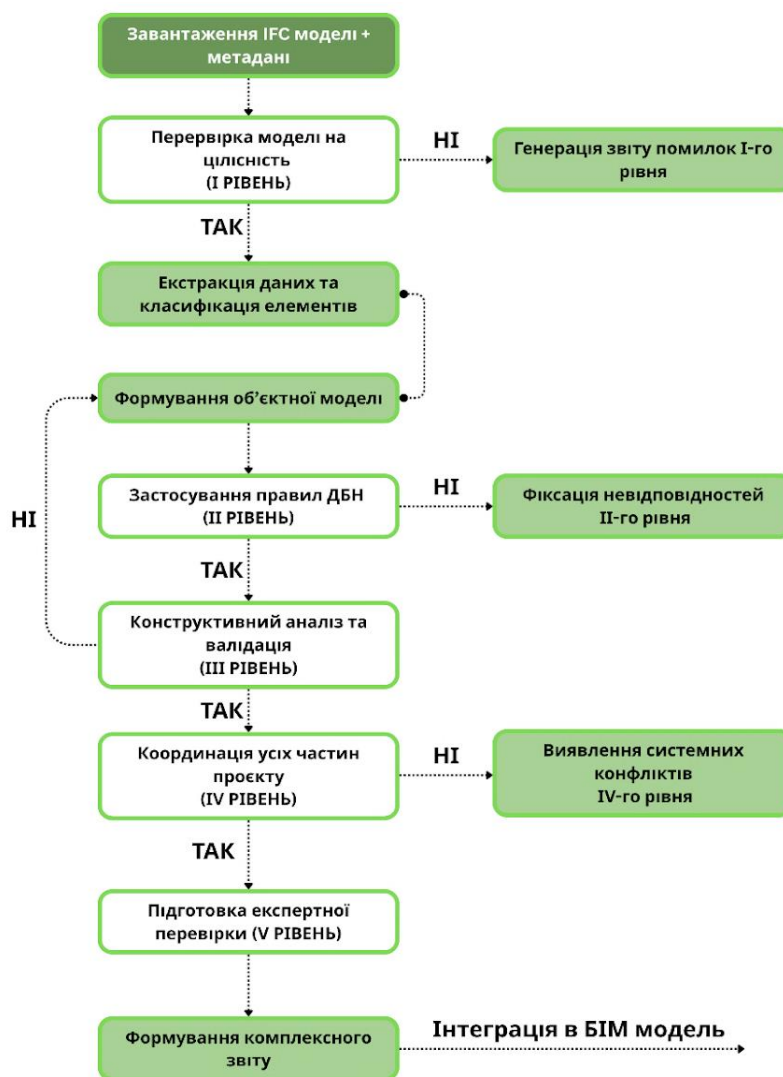 Завантаження IFC моделі +
метадані
Перервірка моделі на
цілісність
(І РІВЕНЬ)
НІ
Генерація звіту помилок І-го
рівня
ТАК
Екстракція даних та
класифікація елементів
Формування об’єктної моделі
Застосування правил ДБН
(ІІ РІВЕНЬ)
НІ
Фіксація невідповідностей
ІІ-го рівня
НІ
ТАК
Конструктивний аналіз та
валідація
(ІІІ РІВЕНЬ)
ТАК
Координація усіх частин
проєкту
(IV РІВЕНЬ)
НІ
Виявлення системних
конфліктів
IV-го рівня
ТАК
Підготовка експертної
перевірки (V РІВЕНЬ)
Формування комплексного
звіту
Інтеграція в БІМ модель